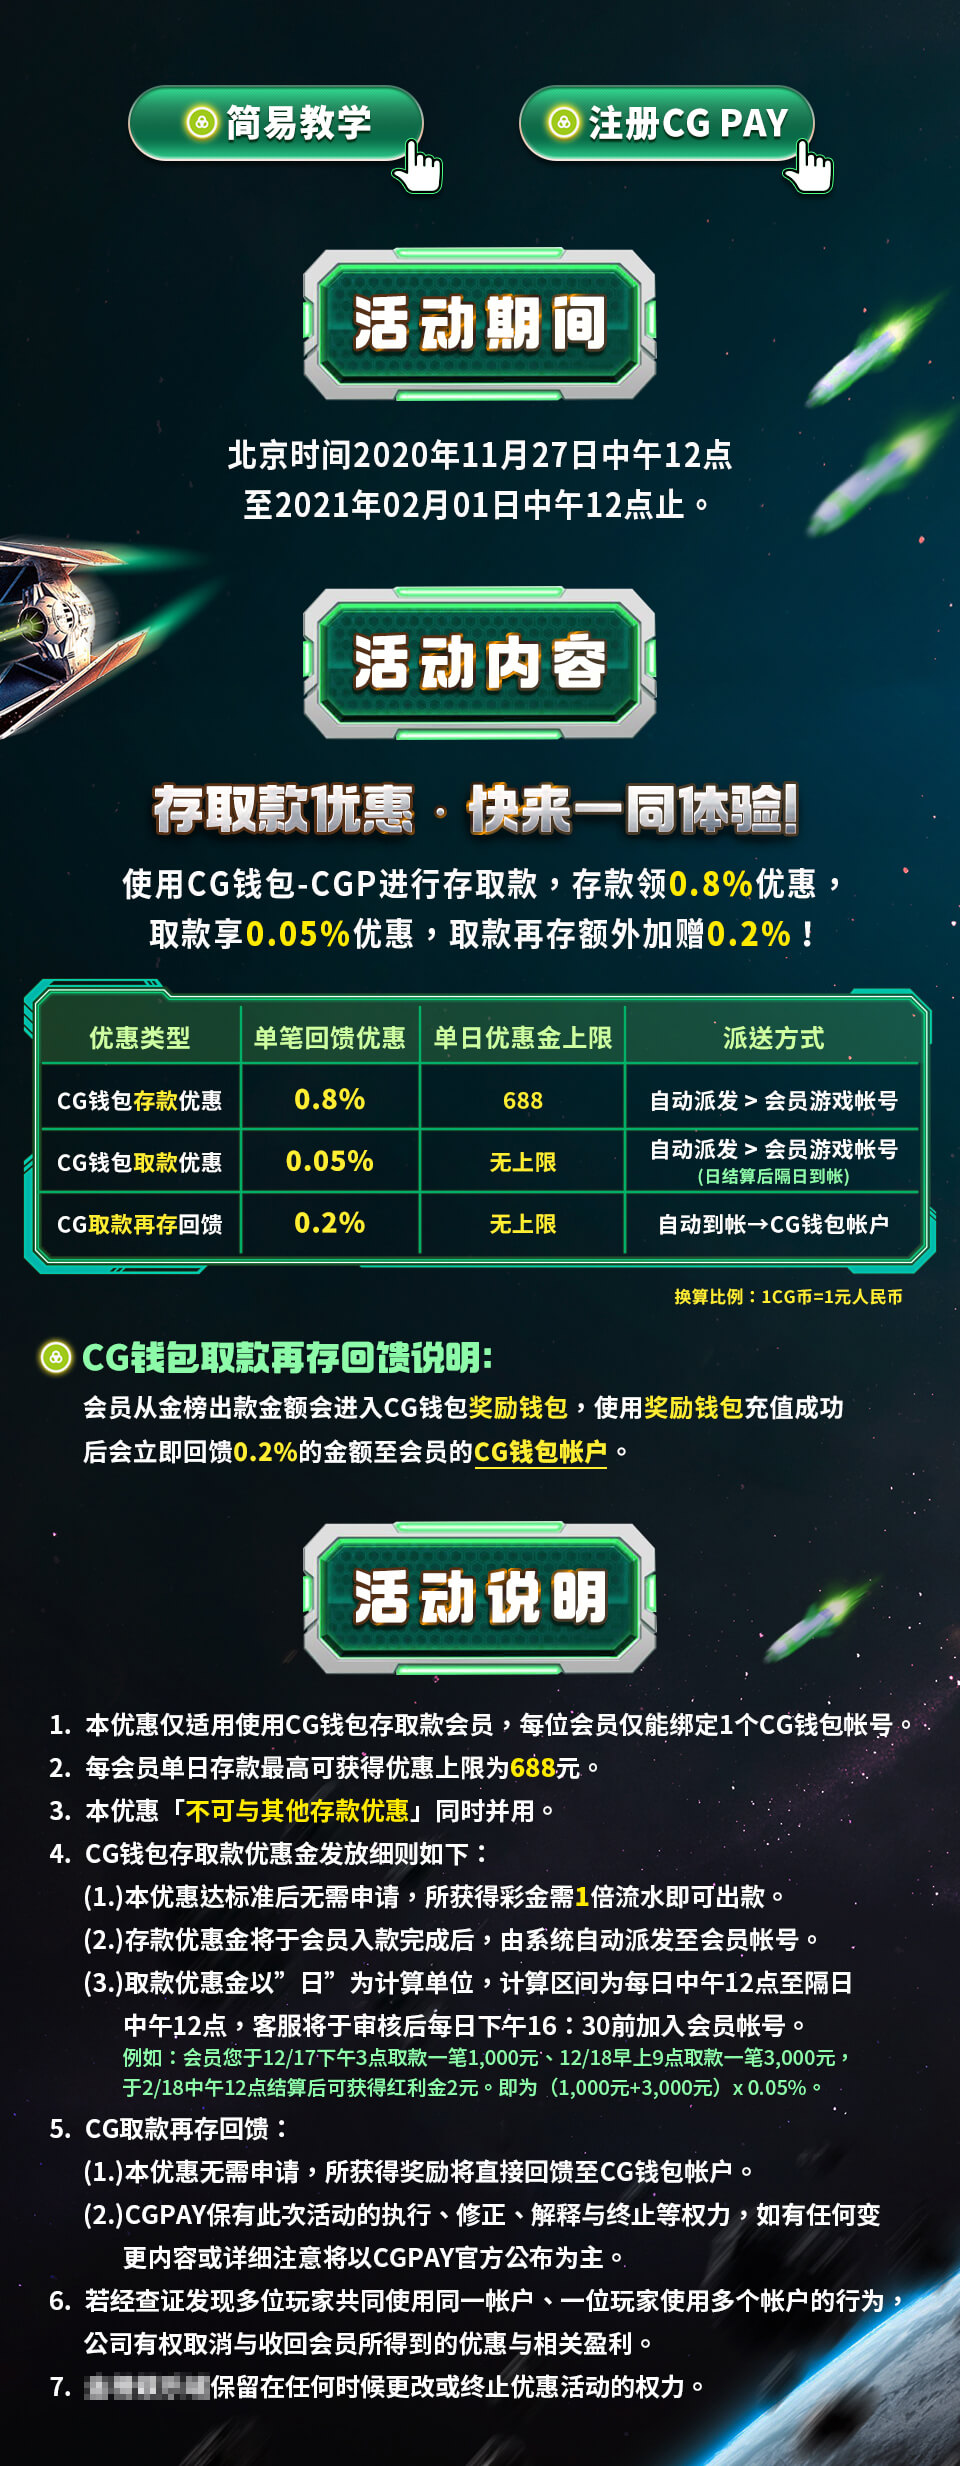 简易教学
注册CG PAY
活动期间
北京时间2020年11月27日中午12点
至2021年02月01日中午12点止。
活动内容
存取款优惠·快来一同体验!
使用CG钱包-CGP进行存取款，存款领0.8%优惠，
取款享0.05%优惠，取款再存额外加赠0.2%！
优惠类型 单笔回馈优惠 单日优惠金上限 派送方式
CG钱包存款优惠 0.8% 688 自动派发 > 会员游戏帐号
CG钱包取款优惠 0.05% 无上限 自动派发 > 会员游戏帐号
(日结算后隔日到帐)
CG取款再存回馈 0.2% 无上限 自动到帐→CG钱包帐户
换算比例：1CG币=1元人民币
CG钱包取款再存回馈说明:
会员从金榜出款金额会进入CG钱包奖励钱包，使用奖励钱包充值成功
后会立即回馈0.2%的金额至会员的CG钱包帐户。
活动说明
1. 本优惠仅适用使用CG钱包存取款会员，每位会员仅能绑定1个CG钱包帐号。
2. 每会员单日存款最高可获得优惠上限为688元。
3. 本优惠「不可与其他存款优惠」同时并用。
4. CG钱包存取款优惠金发放细则如下：
(1.)本优惠达标准后无需申请，所获得彩金需1倍流水即可出款。
(2.)存款优惠金将于会员入款完成后，由系统自动派发至会员帐号。
(3.)取款优惠金以”日”为计算单位，计算区间为每日中午12点至隔日
中午12点，客服将于审核后每日下午16：30前加入会员帐号。
例如：会员您于12/17下午3点取款一笔1,000元、12/18早上9点取款一笔3,000元，
于2/18中午12点结算后可获得红利金2元。即为（1,000元+3,000元）x 0.05%。
5. CG取款再存回馈：
(1.)本优惠无需申请，所获得奖励将直接回馈至CG钱包帐户。
(2.)CGPAY保有此次活动的执行、修正、解释与终止等权力，如有任何变
更内容或详细注意将以CGPAY官方公布为主。
6. 若经查证发现多位玩家共同使用同一帐户、一位玩家使用多个帐户的行为，
公司有权取消与收回会员所得到的优惠与相关盈利。
7. 保留在任何时候更改或终止优惠活动的权力。